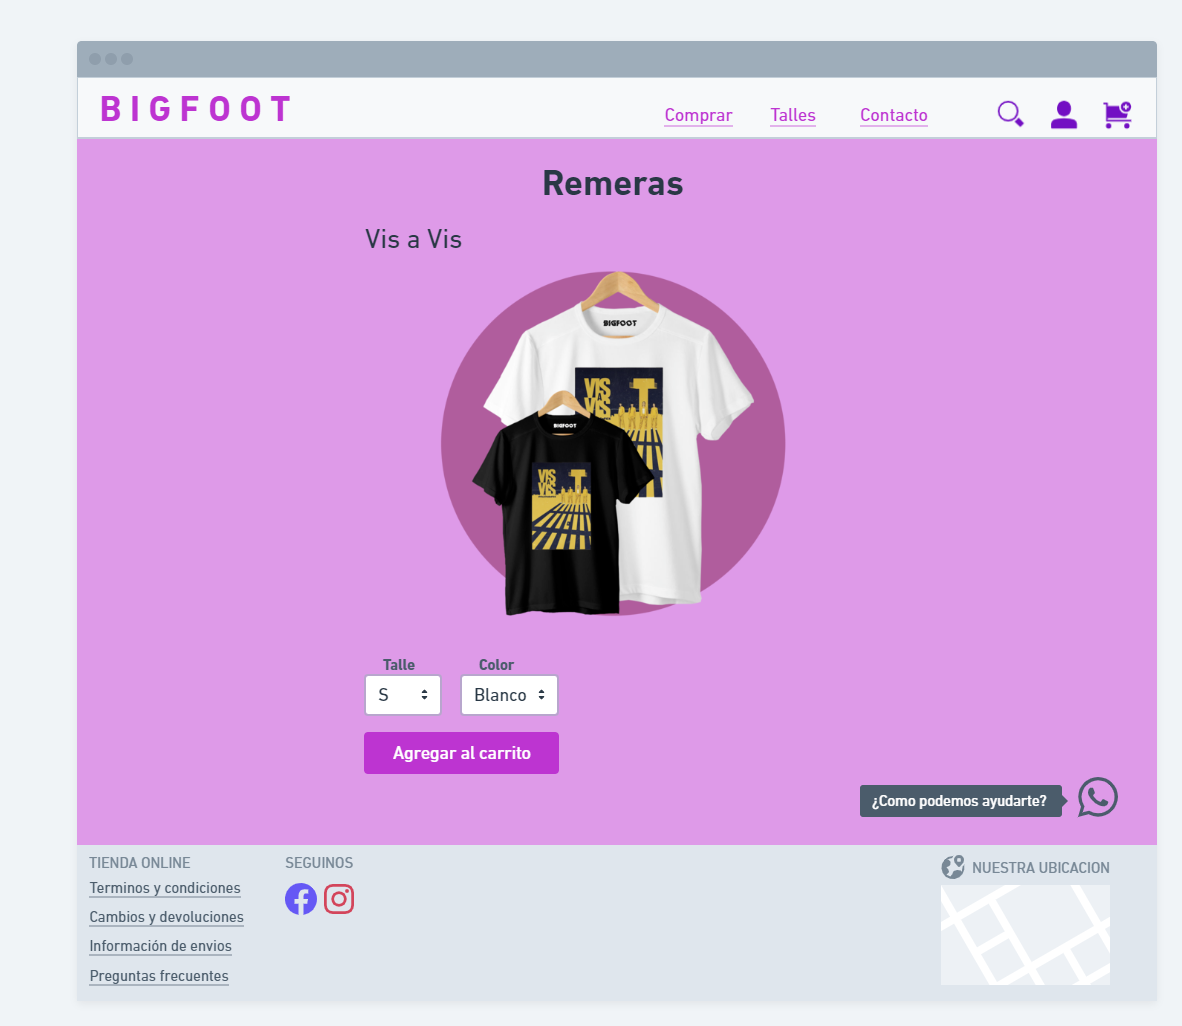 BIGFOOT
Comprar Talles Contacto
Remeras
Vis a Vis
BIGFOOT
VIS
VIS
BIGFOOT
VIS
VIS
Talle Color
S Blanco
Agregar al carrito
¿Como podemos ayudarte?
TIENDA ONLINE
Terminos y condiciones
Cambios y devoluciones
Información de envios
Preguntas frecuentes
SEGUINOS
NUESTRA UBICACION